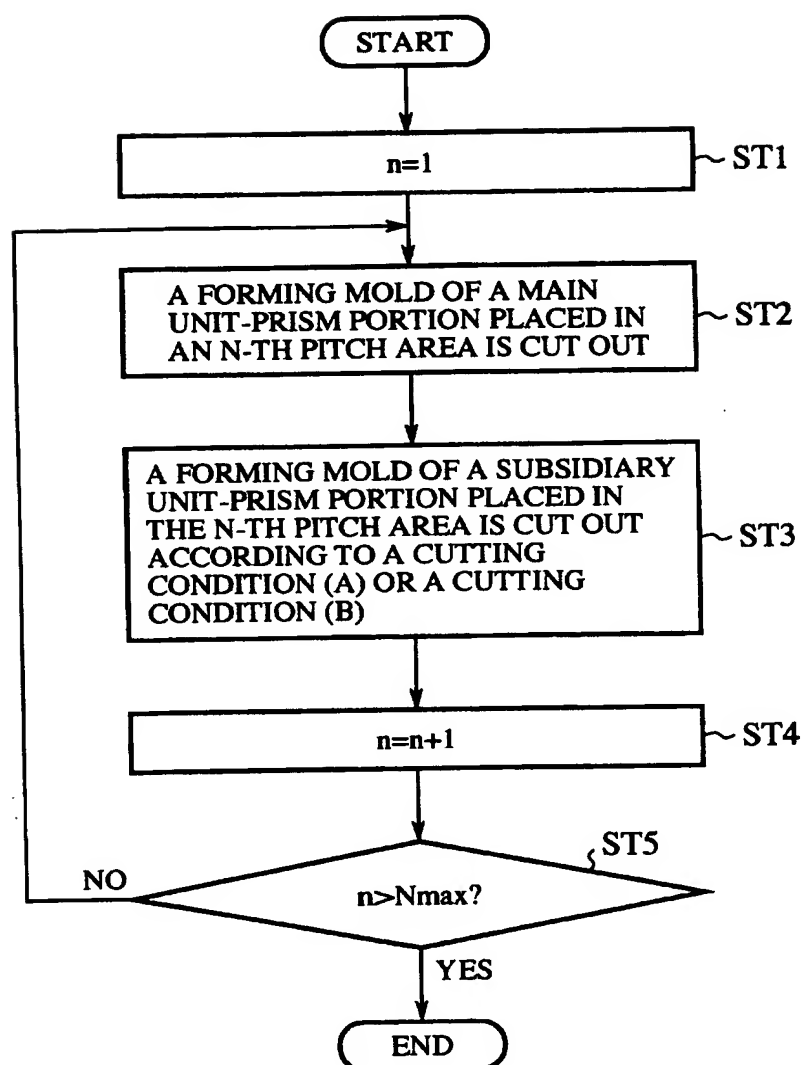 START
n=1
ST1
A FORMING MOLD OF A MAIN
UNIT-PRISM PORTION PLACED IN
AN N-TH PITCH AREA IS CUT OUT
ST2
A FORMING MOLD OF A SUBSIDIARY
UNIT-PRISM PORTION PLACED IN
THE N-TH PITCH AREA IS CUT OUT
ACCORDING TO A CUTTING
CONDITION (A) OR A CUTTING
CONDITION (B)
ST3
n=n+1
ST4
ST5
NO
n>Nmax?
YES
END